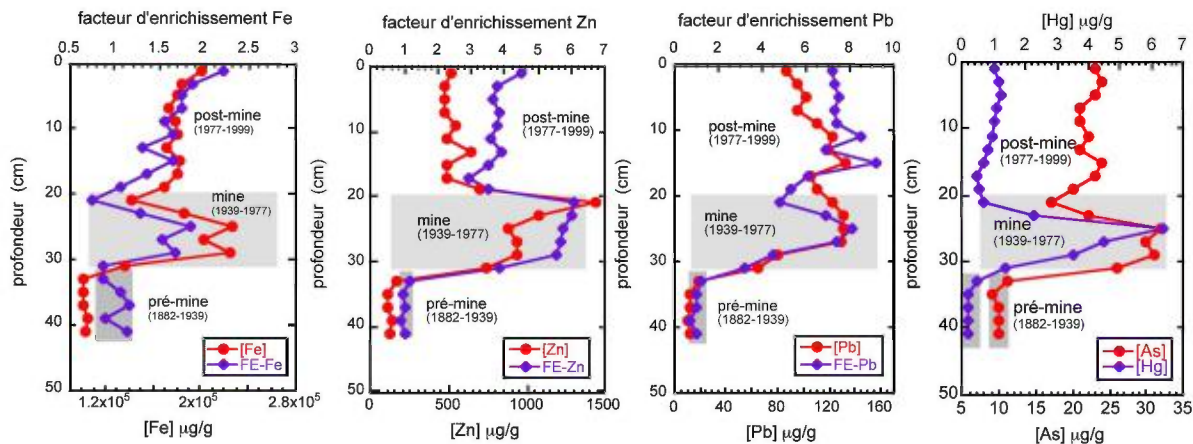 facteur d'enrichissement Fe
0.5 1 1.5 2 2.5 3
0
10
20
30
40
50
profondeur (cm)
post-mine
(1977-1999)
mine
(1939-1977)
pré-mine
(1882-1939)
[Fe]
FE-Fe
1.2x10⁵ 2x10⁵ 2.8x10⁵
[Fe] µg/g
facteur d'enrichissement Zn
0 1 2 3 4 5 6 7
0
10
20
30
40
50
profondeur (cm)
post-mine
(1977-1999)
mine
(1939-1977)
pré-mine
(1882-1939)
[Zn]
FE-Zn
0 500 1000 1500
[Zn] µg/g
facteur d'enrichissement Pb
0 2 4 6 8 10
0
10
20
30
40
50
profondeur (cm)
post-mine
(1977-1999)
mine
(1939-1977)
pré-mine
(1882-1939)
[Pb]
FE-Pb
0 40 80 120 160
[Pb] µg/g
[Hg] µg/g
0 1 2 3 4 5 6 7
0
10
20
30
40
50
profondeur (cm)
post-mine
(1977-1999)
mine
(1939-1977)
pré-mine
(1882-1939)
[As]
[Hg]
5 10 15 20 25 30 35
[As] µg/g